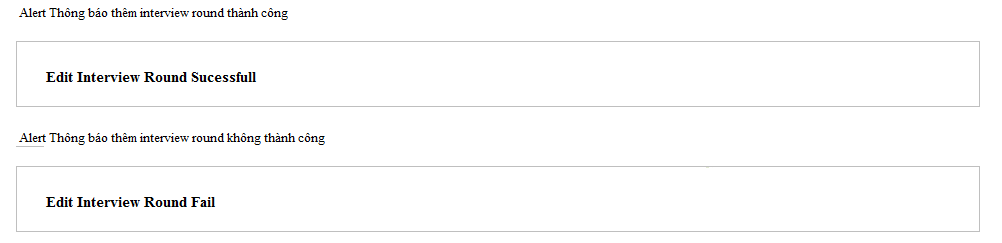 Alert Thông báo thêm interview round thành công
Edit Interview Round Sucessfull
Alert Thông báo thêm interview round không thành công
Edit Interview Round Fail